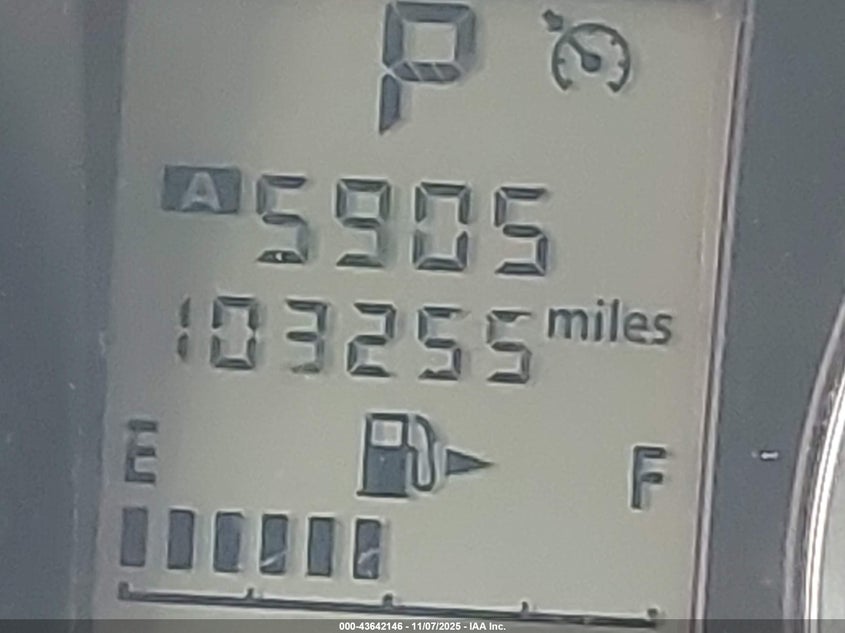 P
A 5905
103255 miles
E F
000-43642146 - 11/07/2025 - IAA Inc.